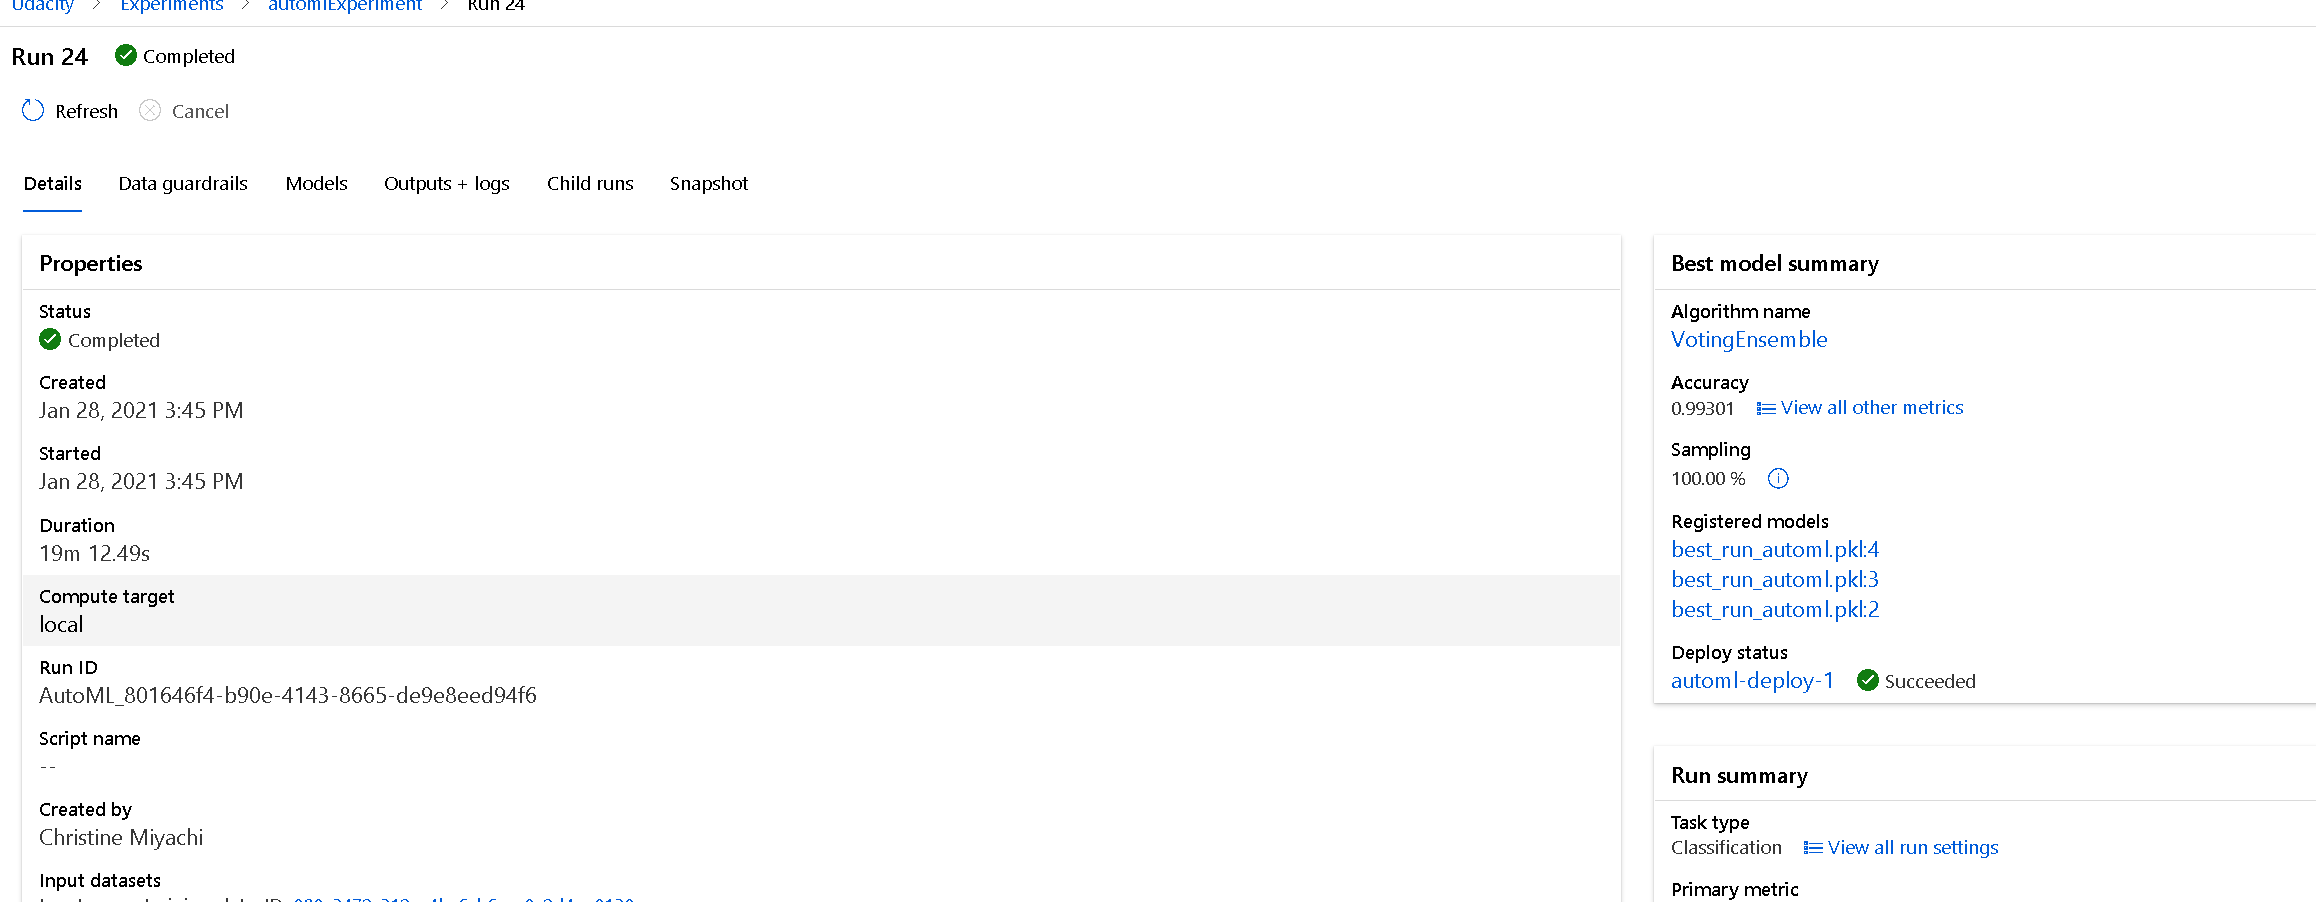 Udacity > Experiments > automlExperiment > Run 24
Run 24 Completed
Refresh Cancel
Details Data guardrails Models Outputs + logs Child runs Snapshot
Properties
Status
Completed
Created
Jan 28, 2021 3:45 PM
Started
Jan 28, 2021 3:45 PM
Duration
19m 12.49s
Compute target
local
Run ID
AutoML_801646f4-b90e-4143-8665-de9e8eed94f6
Script name
--
Created by
Christine Miyachi
Input datasets
Best model summary
Algorithm name
VotingEnsemble
Accuracy
0.99301 View all other metrics
Sampling
100.00 %
Registered models
best_run_automl.pkl:4
best_run_automl.pkl:3
best_run_automl.pkl:2
Deploy status
automl-deploy-1 Succeeded
Run summary
Task type
Classification View all run settings
Primary metric